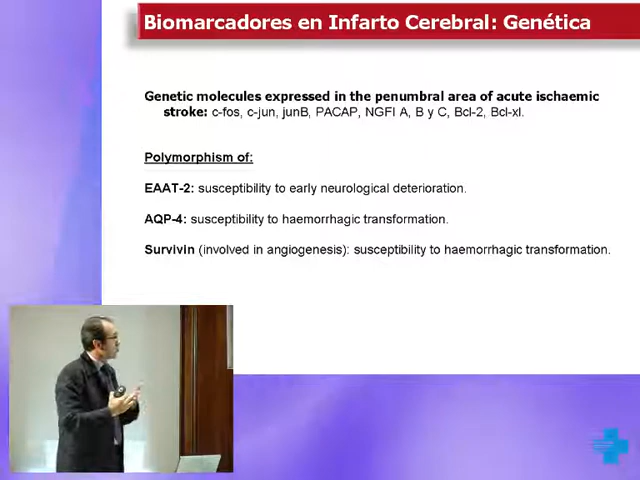 Biomarcadores en Infarto Cerebral: Genética
Genetic molecules expressed in the penumbral area of acute ischaemic
stroke: c-fos, c-jun, junB, PACAP, NGFI A, B y C, Bcl-2, Bcl-xl.
Polymorphism of:
EAAT-2: susceptibility to early neurological deterioration.
AQP-4: susceptibility to haemorrhagic transformation.
Survivin (involved in angiogenesis): susceptibility to haemorrhagic transformation.